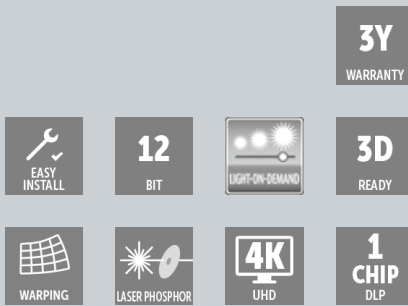 3Y
WARRANTY
EASY
INSTALL
12
BIT
LIGHT-ON-DEMAND
3D
READY
WARPING
LASER PHOSPHOR
4K
UHD
1
CHIP
DLP